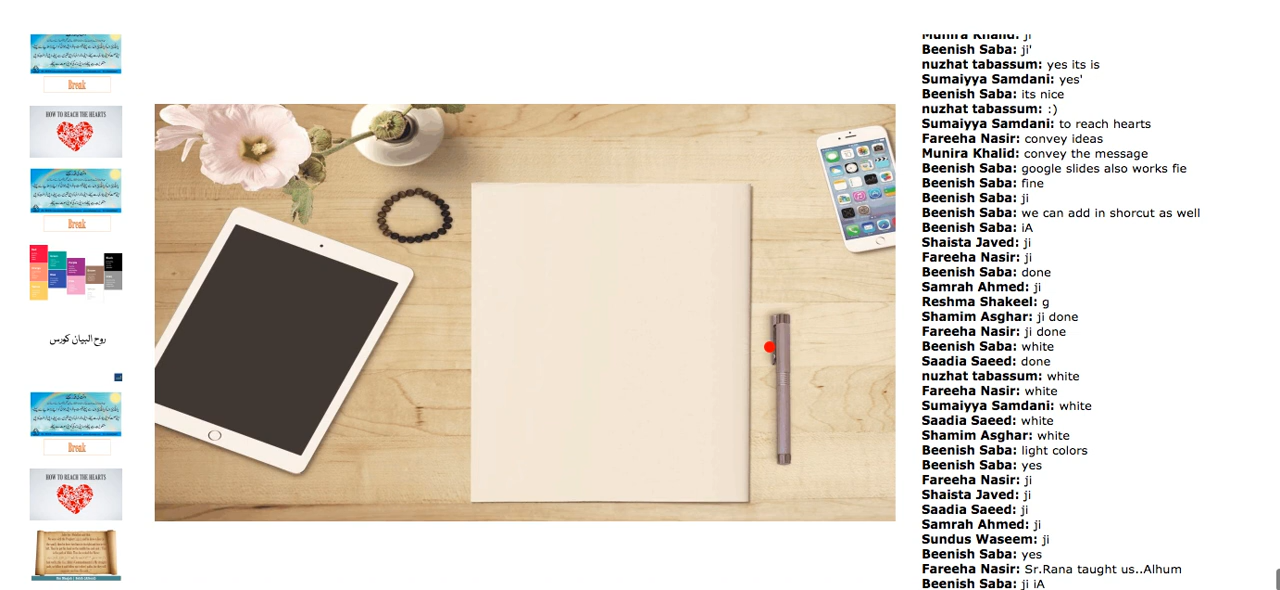 Break
HOW TO REACH THE HEARTS
Break
روح البیان کورس
Break
HOW TO REACH THE HEARTS
Munira Khalid: ji
Beenish Saba: ji'
nuzhat tabassum: yes its is
Sumaiyya Samdani: yes'
Beenish Saba: its nice
nuzhat tabassum: :)
Sumaiyya Samdani: to reach hearts
Fareeha Nasir: convey ideas
Munira Khalid: convey the message
Beenish Saba: google slides also works fie
Beenish Saba: fine
Beenish Saba: ji
Beenish Saba: we can add in shorcut as well
Beenish Saba: iA
Shaista Javed: ji
Fareeha Nasir: ji
Beenish Saba: done
Samrah Ahmed: ji
Reshma Shakeel: g
Shamim Asghar: ji done
Fareeha Nasir: ji done
Beenish Saba: white
Saadia Saeed: done
nuzhat tabassum: white
Fareeha Nasir: white
Sumaiyya Samdani: white
Saadia Saeed: white
Shamim Asghar: white
Beenish Saba: light colors
Beenish Saba: yes
Fareeha Nasir: ji
Shaista Javed: ji
Saadia Saeed: ji
Samrah Ahmed: ji
Sundus Waseem: ji
Beenish Saba: yes
Fareeha Nasir: Sr.Rana taught us..Alhum
Beenish Saba: ji iA